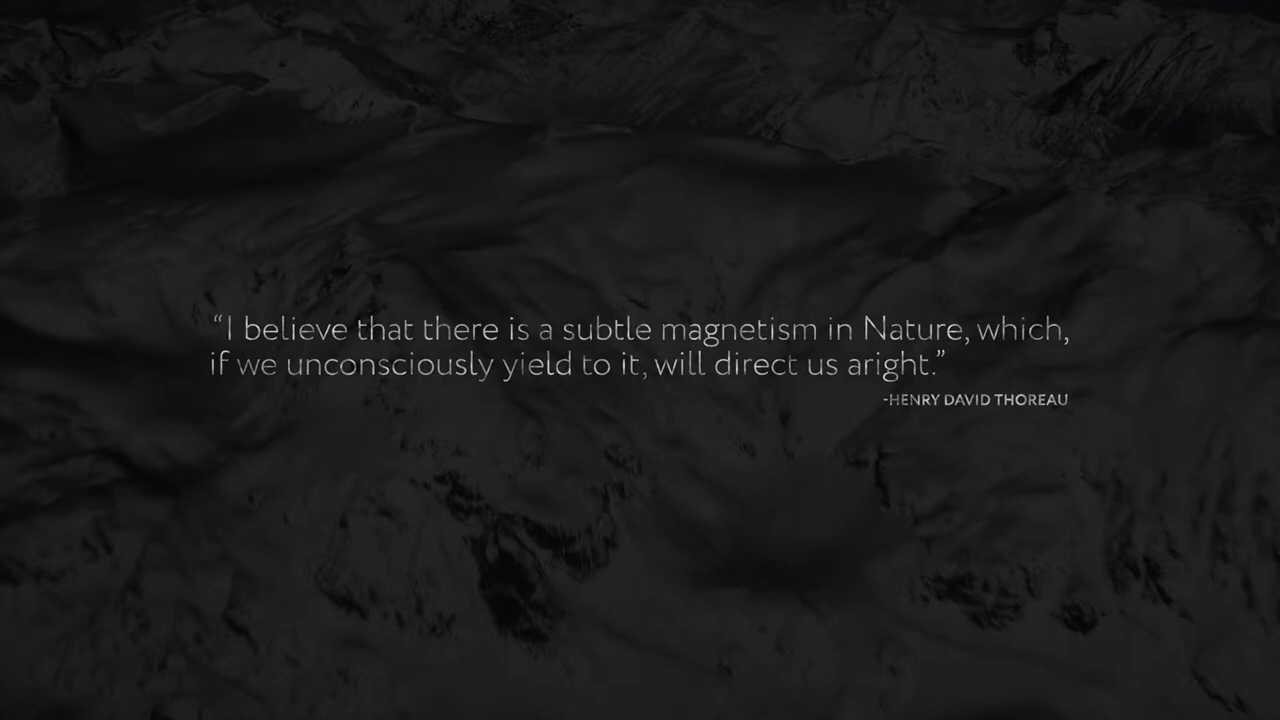 “I believe that there is a subtle magnetism in Nature, which,
if we unconsciously yield to it, will direct us aright.”
-HENRY DAVID THOREAU